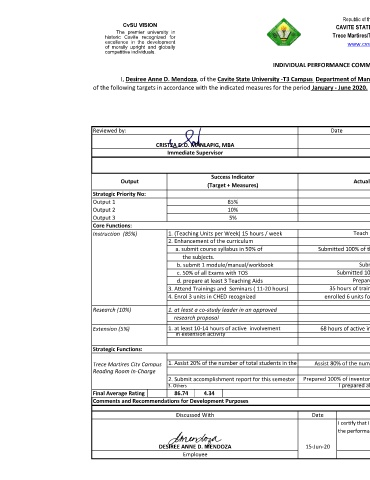 CvSU VISION
The premier university in
historic Cavite recognized for
excellence in the development
of morally upright and globally
competitive individuals.
Republic of th
CAVITE STATE
Trece Martires/T
www.cvs
INDIVIDUAL PERFORMANCE COMM
I, Desiree Anne D. Mendoza, of the Cavite State University -T3 Campus Department of Man
of the following targets in accordance with the indicated measures for the period January - June 2020.
Reviewed by: Date
CRISTZA D.D. MANLAPIG, MBA
Immediate Supervisor
Output Success Indicator (Target + Measures) Actual
Strategic Priority No:
Output 1 85%
Output 2 10%
Output 3 5%
Core Functions:
Instruction (85%) 1. (Teaching Units per Week) 15 hours / week Teach
2. Enhancement of the curriculum
a. submit course syllabus in 50% of Submitted 100% of th
the subjects
b. submit 1 module/manual/workbook Subm
c. 50% of all Exams with TOS Submitted 10
d. prepare at least 3 Teaching Aids Prepar
3. Attend Trainings and Seminars ( 11-20 hours) 35 hours of train
4. Enrol 3 units in CHED recognized enrolled 6 units fo
Research (10%) 1. at least a co-study leader in an approved
research proposal
Extension (5%) 1. at least 10-14 hours of active involvement 68 hours of active in
in extension activity
Strategic Functions:
Trece Martires City Campus 1. Assist 20% of the number of total students in the Assist 80% of the num
Reading Room In-Charge
2. Submit accomplishment report for this semester Prepared 100% of inventor
3. Others I prepared a
Final Average Rating 86.74 4.34
Comments and Recommendations for Development Purposes
Discussed With Date
I certify that I
the performa
DESIREE ANNE D. MENDOZA 15-Jun-20
Employee